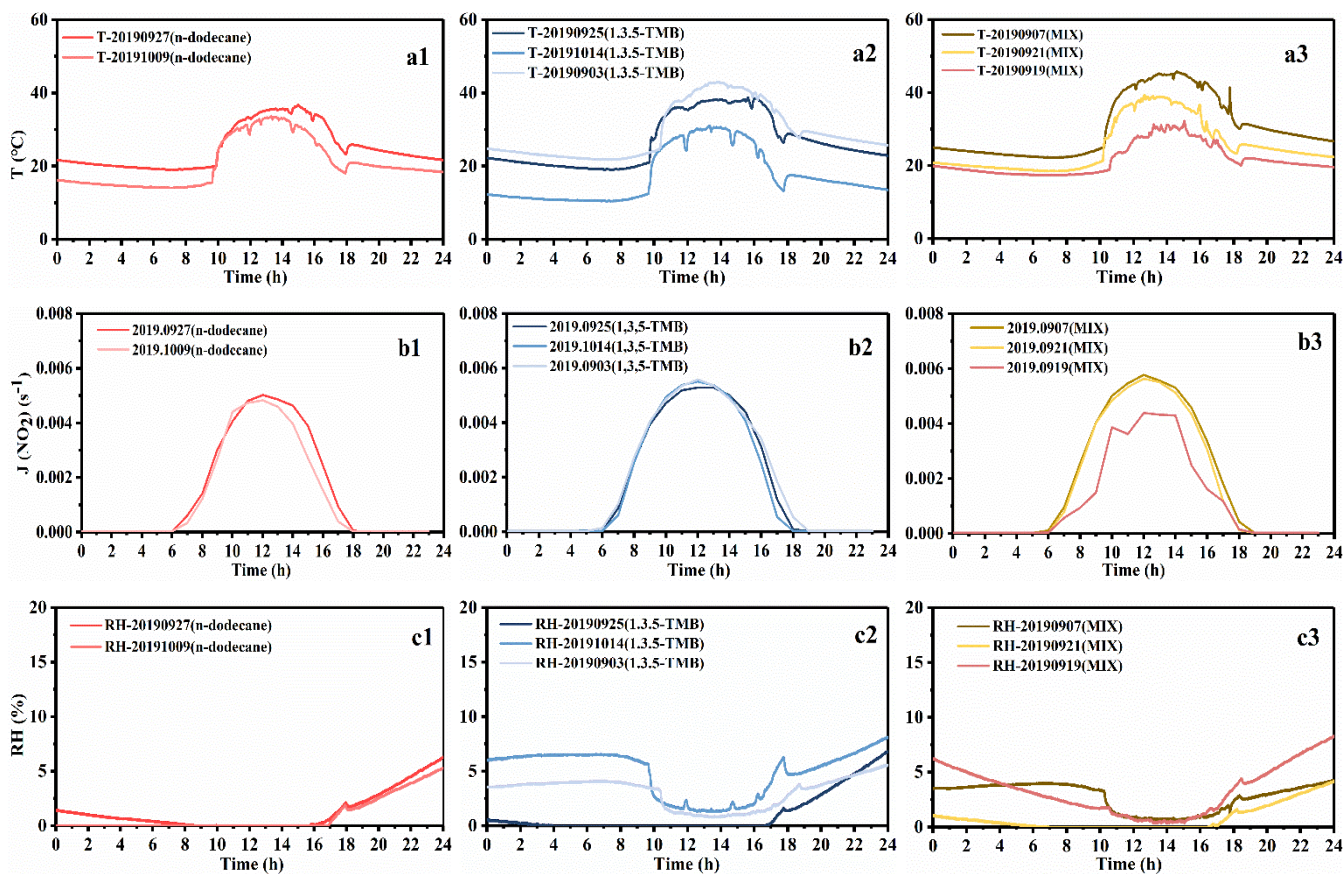 60
T-20190927(n-dodecane)
T-20191009(n-dodecane)
a1
40
T (°C)
20
0
0 2 4 6 8 10 12 14 16 18 20 22 24
Time (h)
60
T-20190925(1.3.5-TMB)
T-20191014(1.3.5-TMB)
T-20190903(1.3.5-TMB)
a2
40
20
0
0 2 4 6 8 10 12 14 16 18 20 22 24
Time (h)
60
T-20190907(MIX)
T-20190921(MIX)
T-20190919(MIX)
a3
40
20
0
0 2 4 6 8 10 12 14 16 18 20 22 24
Time (h)
0.008
2019.0927(n-dodecane)
2019.1009(n-dodecane)
b1
0.006
0.004
J (NO2) (s⁻¹)
0.002
0.000
0 2 4 6 8 10 12 14 16 18 20 22 24
Time (h)
0.008
2019.0925(1,3,5-TMB)
2019.1014(1,3,5-TMB)
2019.0903(1,3,5-TMB)
b2
0.006
0.004
0.002
0.000
0 2 4 6 8 10 12 14 16 18 20 22 24
Time (h)
0.008
2019.0907(MIX)
2019.0921(MIX)
2019.0919(MIX)
b3
0.006
0.004
0.002
0.000
0 2 4 6 8 10 12 14 16 18 20 22 24
Time (h)
20
RH-20190927(n-dodecane)
RH-20191009(n-dodecane)
c1
15
10
RH (%)
5
0
0 2 4 6 8 10 12 14 16 18 20 22 24
Time (h)
20
RH-20190925(1.3.5-TMB)
RH-20191014(1.3.5-TMB)
RH-20190903(1.3.5-TMB)
c2
15
10
5
0
0 2 4 6 8 10 12 14 16 18 20 22 24
Time (h)
20
RH-20190907(MIX)
RH-20190921(MIX)
RH-20190919(MIX)
c3
15
10
5
0
0 2 4 6 8 10 12 14 16 18 20 22 24
Time (h)